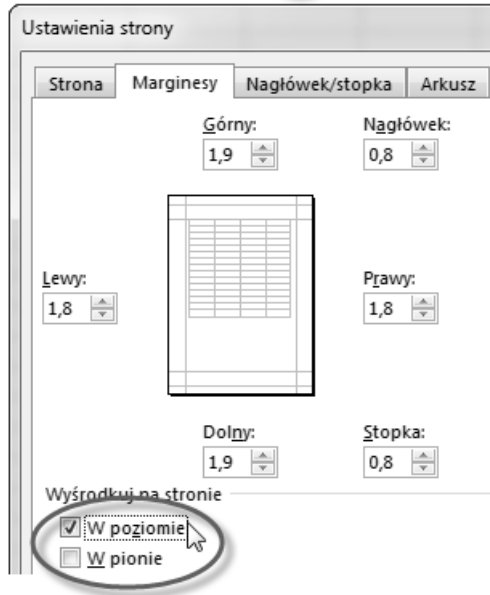 Ustawienia strony
Strona Marginesy Nagłówek/stopka Arkusz
Górny: Nagłówek:
1,9 0,8
Lewy: Prawy:
1,8 1,8
Dolny: Stopka:
1,9 0,8
Wyśrodkuj na stronie
W poziomie
W pionie